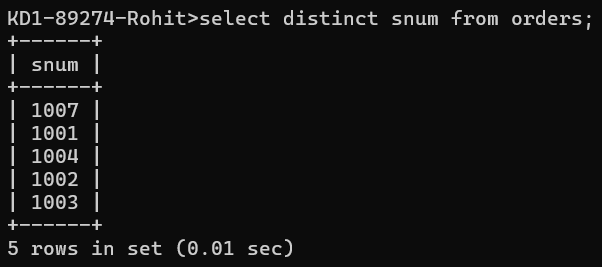 KD1-89274-Rohit>select distinct snum from orders;
+------+
| snum |
+------+
| 1007 |
| 1001 |
| 1004 |
| 1002 |
| 1003 |
+------+
5 rows in set (0.01 sec)